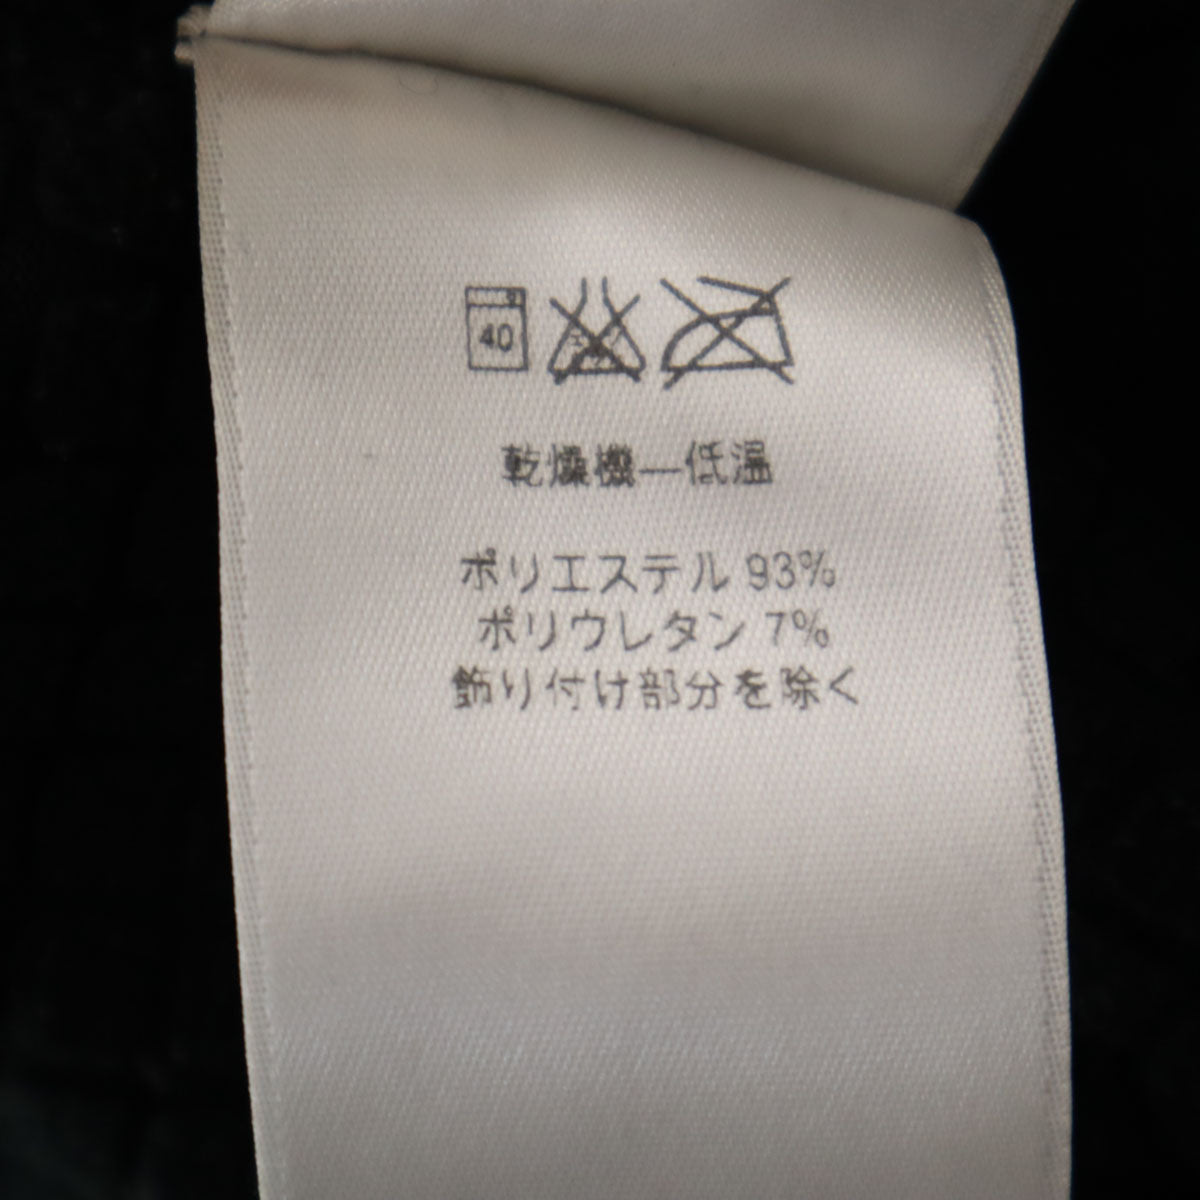 40
乾燥機—低温
ポリエステル 93%
ポリウレタン 7%
飾り付け部分を除く